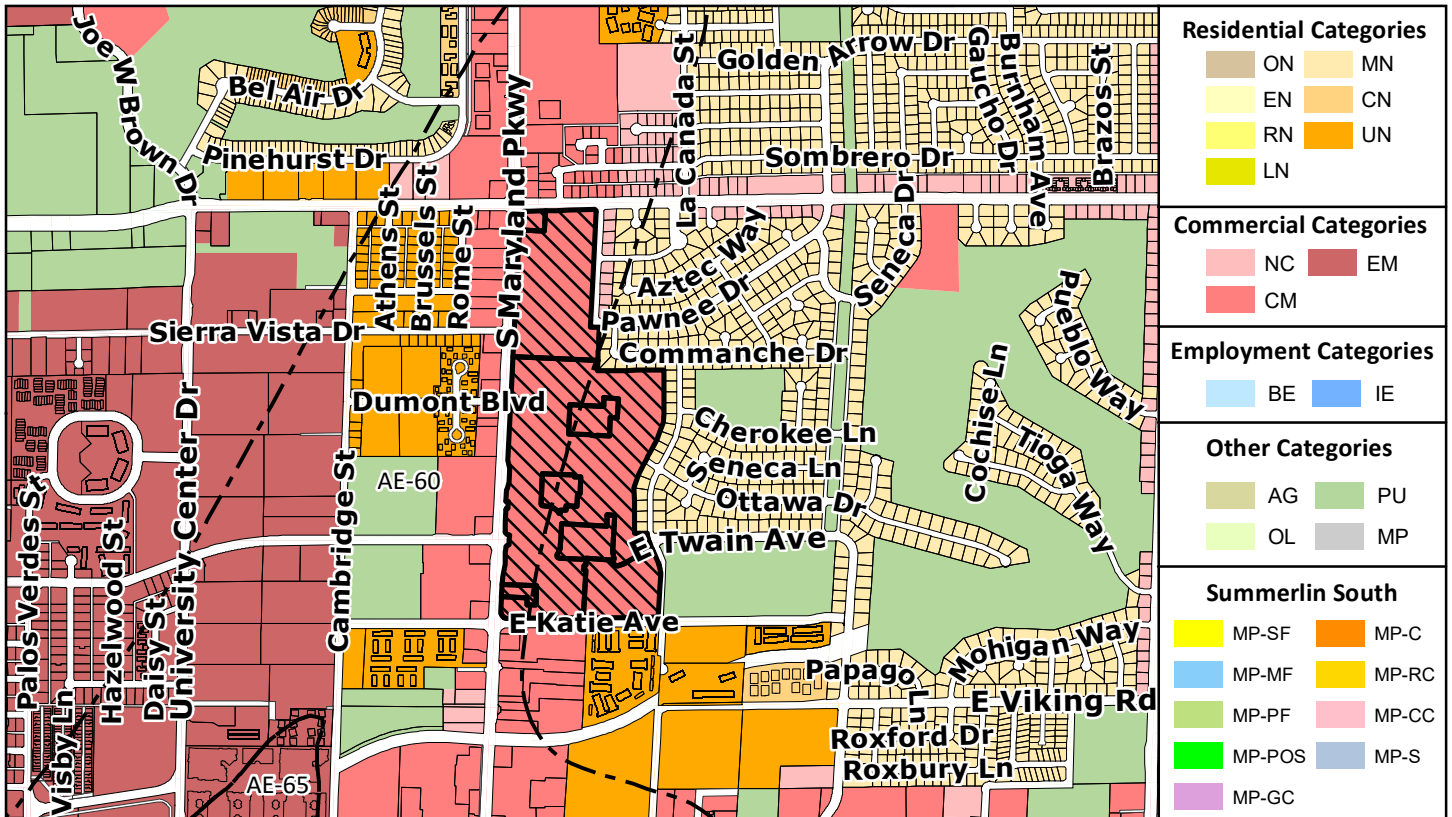 Joe W Brown Dr
Bel Air Dr
Pinehurst Dr
S Maryland Pkwy
La Canada St
Golden Arrow Dr
Gaucho Dr
Burnham Ave
Brazos St
Sombrero Dr
Athens St
Brussels St
Rome St
Aztec Way
Pawnee Dr
Seneca Dr
Sierra Vista Dr
Commanche Dr
Pueblo Way
Dumont Blvd
Cherokee Ln
Seneca Ln
Ottawa Dr
Cochise Ln
Tioga Way
AE-60
Palos Verdes St
Hazelwood St
Daisy St
University Center Dr
Cambridge St
E Twain Ave
E Katie Ave
Papago Ln
Mohigan Way
E Viking Rd
Roxford Dr
Roxbury Ln
Visby Ln
AE-65
Residential Categories
ON MN
EN CN
RN UN
LN
Commercial Categories
NC EM
CM
Employment Categories
BE IE
Other Categories
AG PU
OL MP
Summerlin South
MP-SF MP-C
MP-MF MP-RC
MP-PF MP-CC
MP-POS MP-S
MP-GC